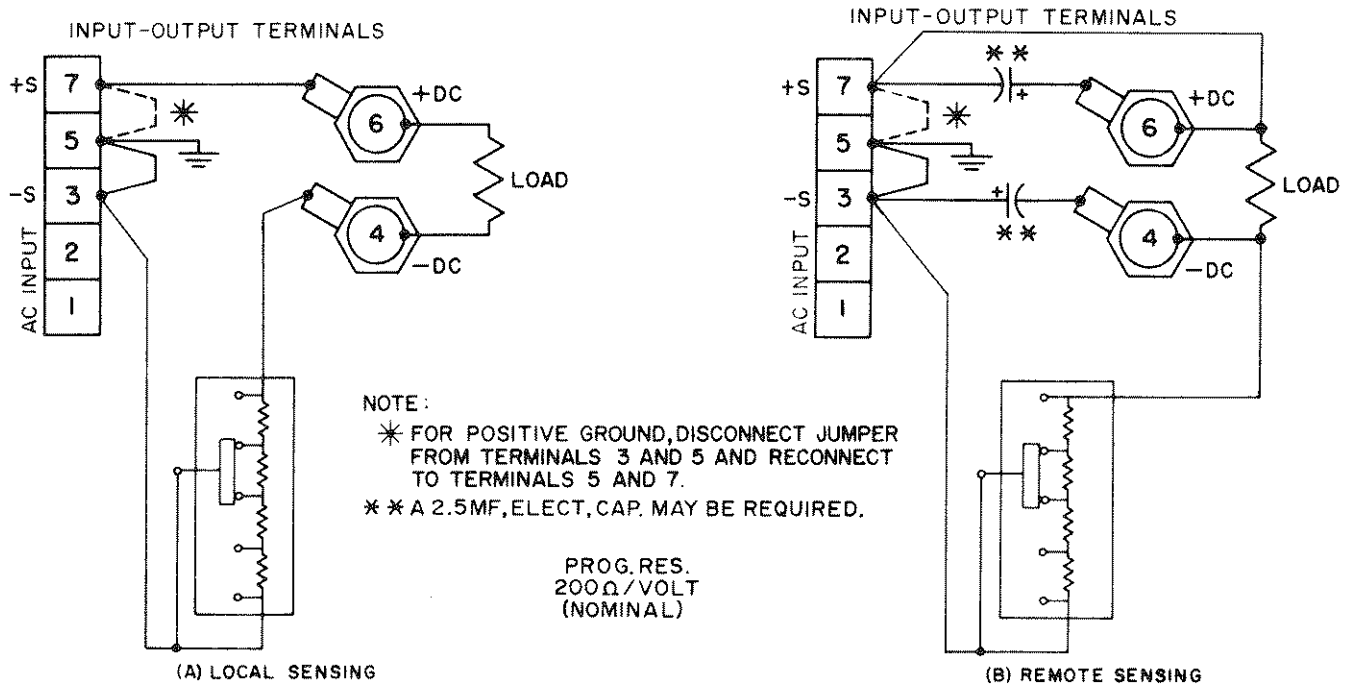 INPUT-OUTPUT TERMINALS
+S
7
5
-S
3
2
1
AC INPUT
6
+DC
4
-DC
LOAD
(A) LOCAL SENSING
NOTE:
✳ FOR POSITIVE GROUND, DISCONNECT JUMPER
FROM TERMINALS 3 AND 5 AND RECONNECT
TO TERMINALS 5 AND 7.
✳✳ A 2.5MF, ELECT, CAP. MAY BE REQUIRED.
PROG. RES.
200Ω/VOLT
(NOMINAL)
INPUT-OUTPUT TERMINALS
+S
7
5
-S
3
2
1
AC INPUT
✳✳
+
6
+DC
+
✳✳
4
-DC
LOAD
(B) REMOTE SENSING